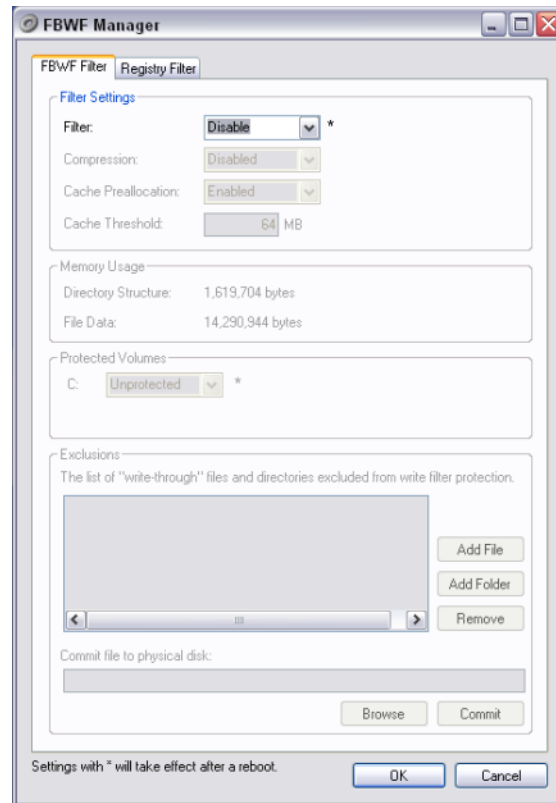 FBWF Manager
FBWF Filter Registry Filter
Filter Settings
Filter: Disable *
Compression: Disabled
Cache Preallocation: Enabled
Cache Threshold: 64 MB
Memory Usage
Directory Structure: 1,619,704 bytes
File Data: 14,290,944 bytes
Protected Volumes
C: Unprotected *
Exclusions
The list of "write-through" files and directories excluded from write filter protection.
Add File
Add Folder
Remove
Commit file to physical disk:
Browse Commit
Settings with * will take effect after a reboot.
OK Cancel